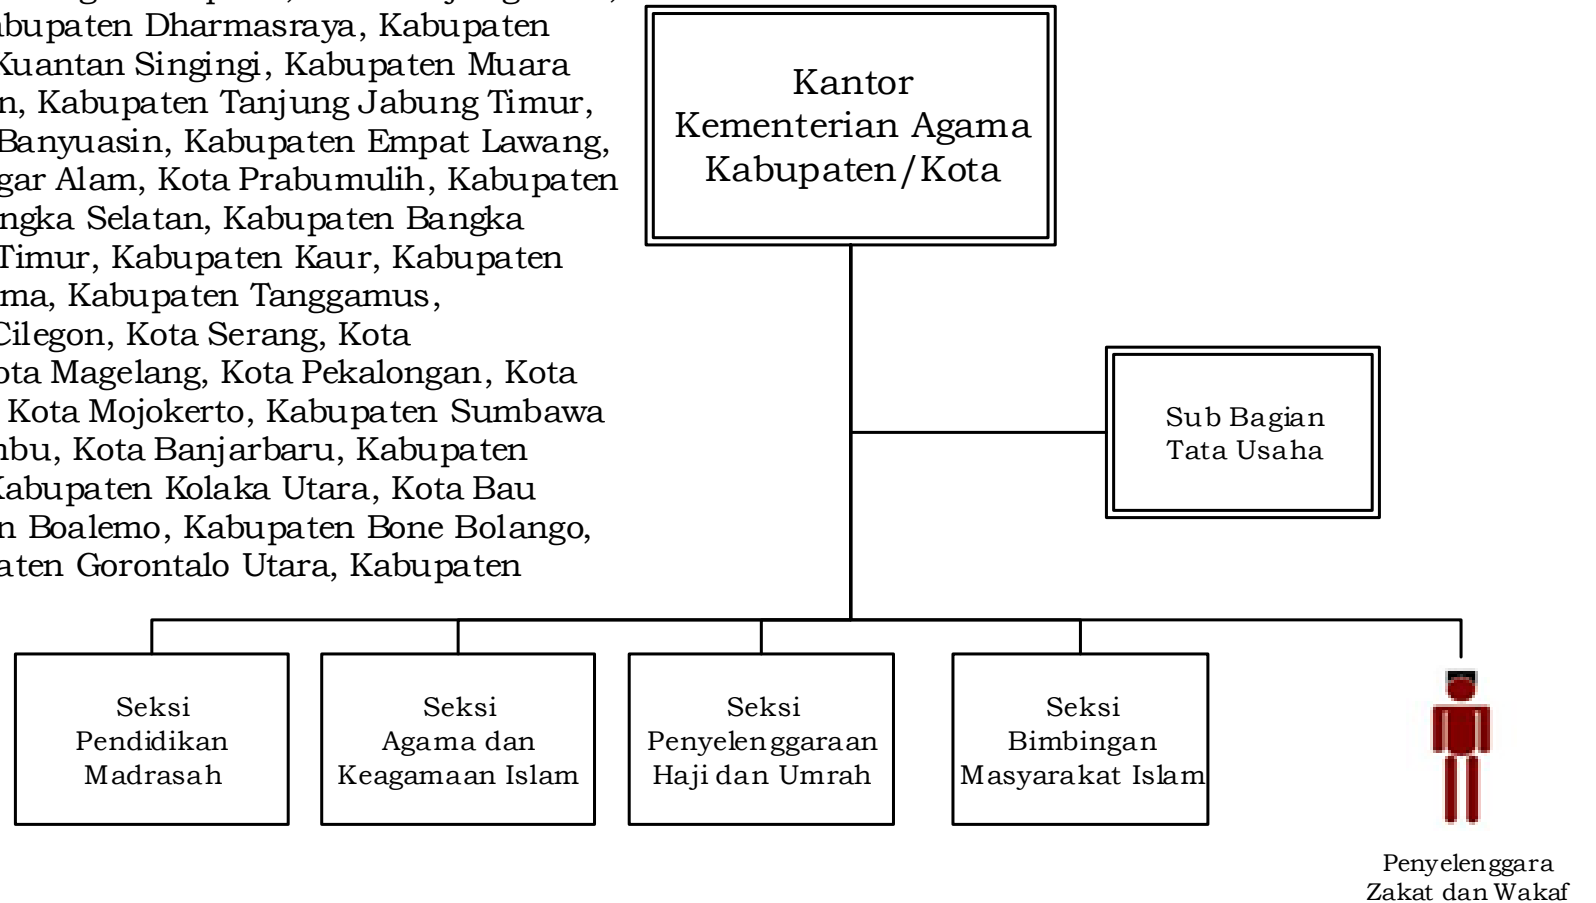 abupaten Dharmasraya, Kabupaten
Kuantan Singingi, Kabupaten Muara
n, Kabupaten Tanjung Jabung Timur,
Banyuasin, Kabupaten Empat Lawang,
gar Alam, Kota Prabumulih, Kabupaten
ngka Selatan, Kabupaten Bangka
Timur, Kabupaten Kaur, Kabupaten
ma, Kabupaten Tanggamus,
Cilegon, Kota Serang, Kota
ota Magelang, Kota Pekalongan, Kota
Kota Mojokerto, Kabupaten Sumbawa
mbu, Kota Banjarbaru, Kabupaten
Kabupaten Kolaka Utara, Kota Bau
n Boalemo, Kabupaten Bone Bolango,
aten Gorontalo Utara, Kabupaten
Kantor
Kementerian Agama
Kabupaten/Kota
Sub Bagian
Tata Usaha
Seksi
Pendidikan
Madrasah
Seksi
Agama dan
Keagamaan Islam
Seksi
Penyelenggaraan
Haji dan Umrah
Seksi
Bimbingan
Masyarakat Islam
Penyelenggara
Zakat dan Wakaf